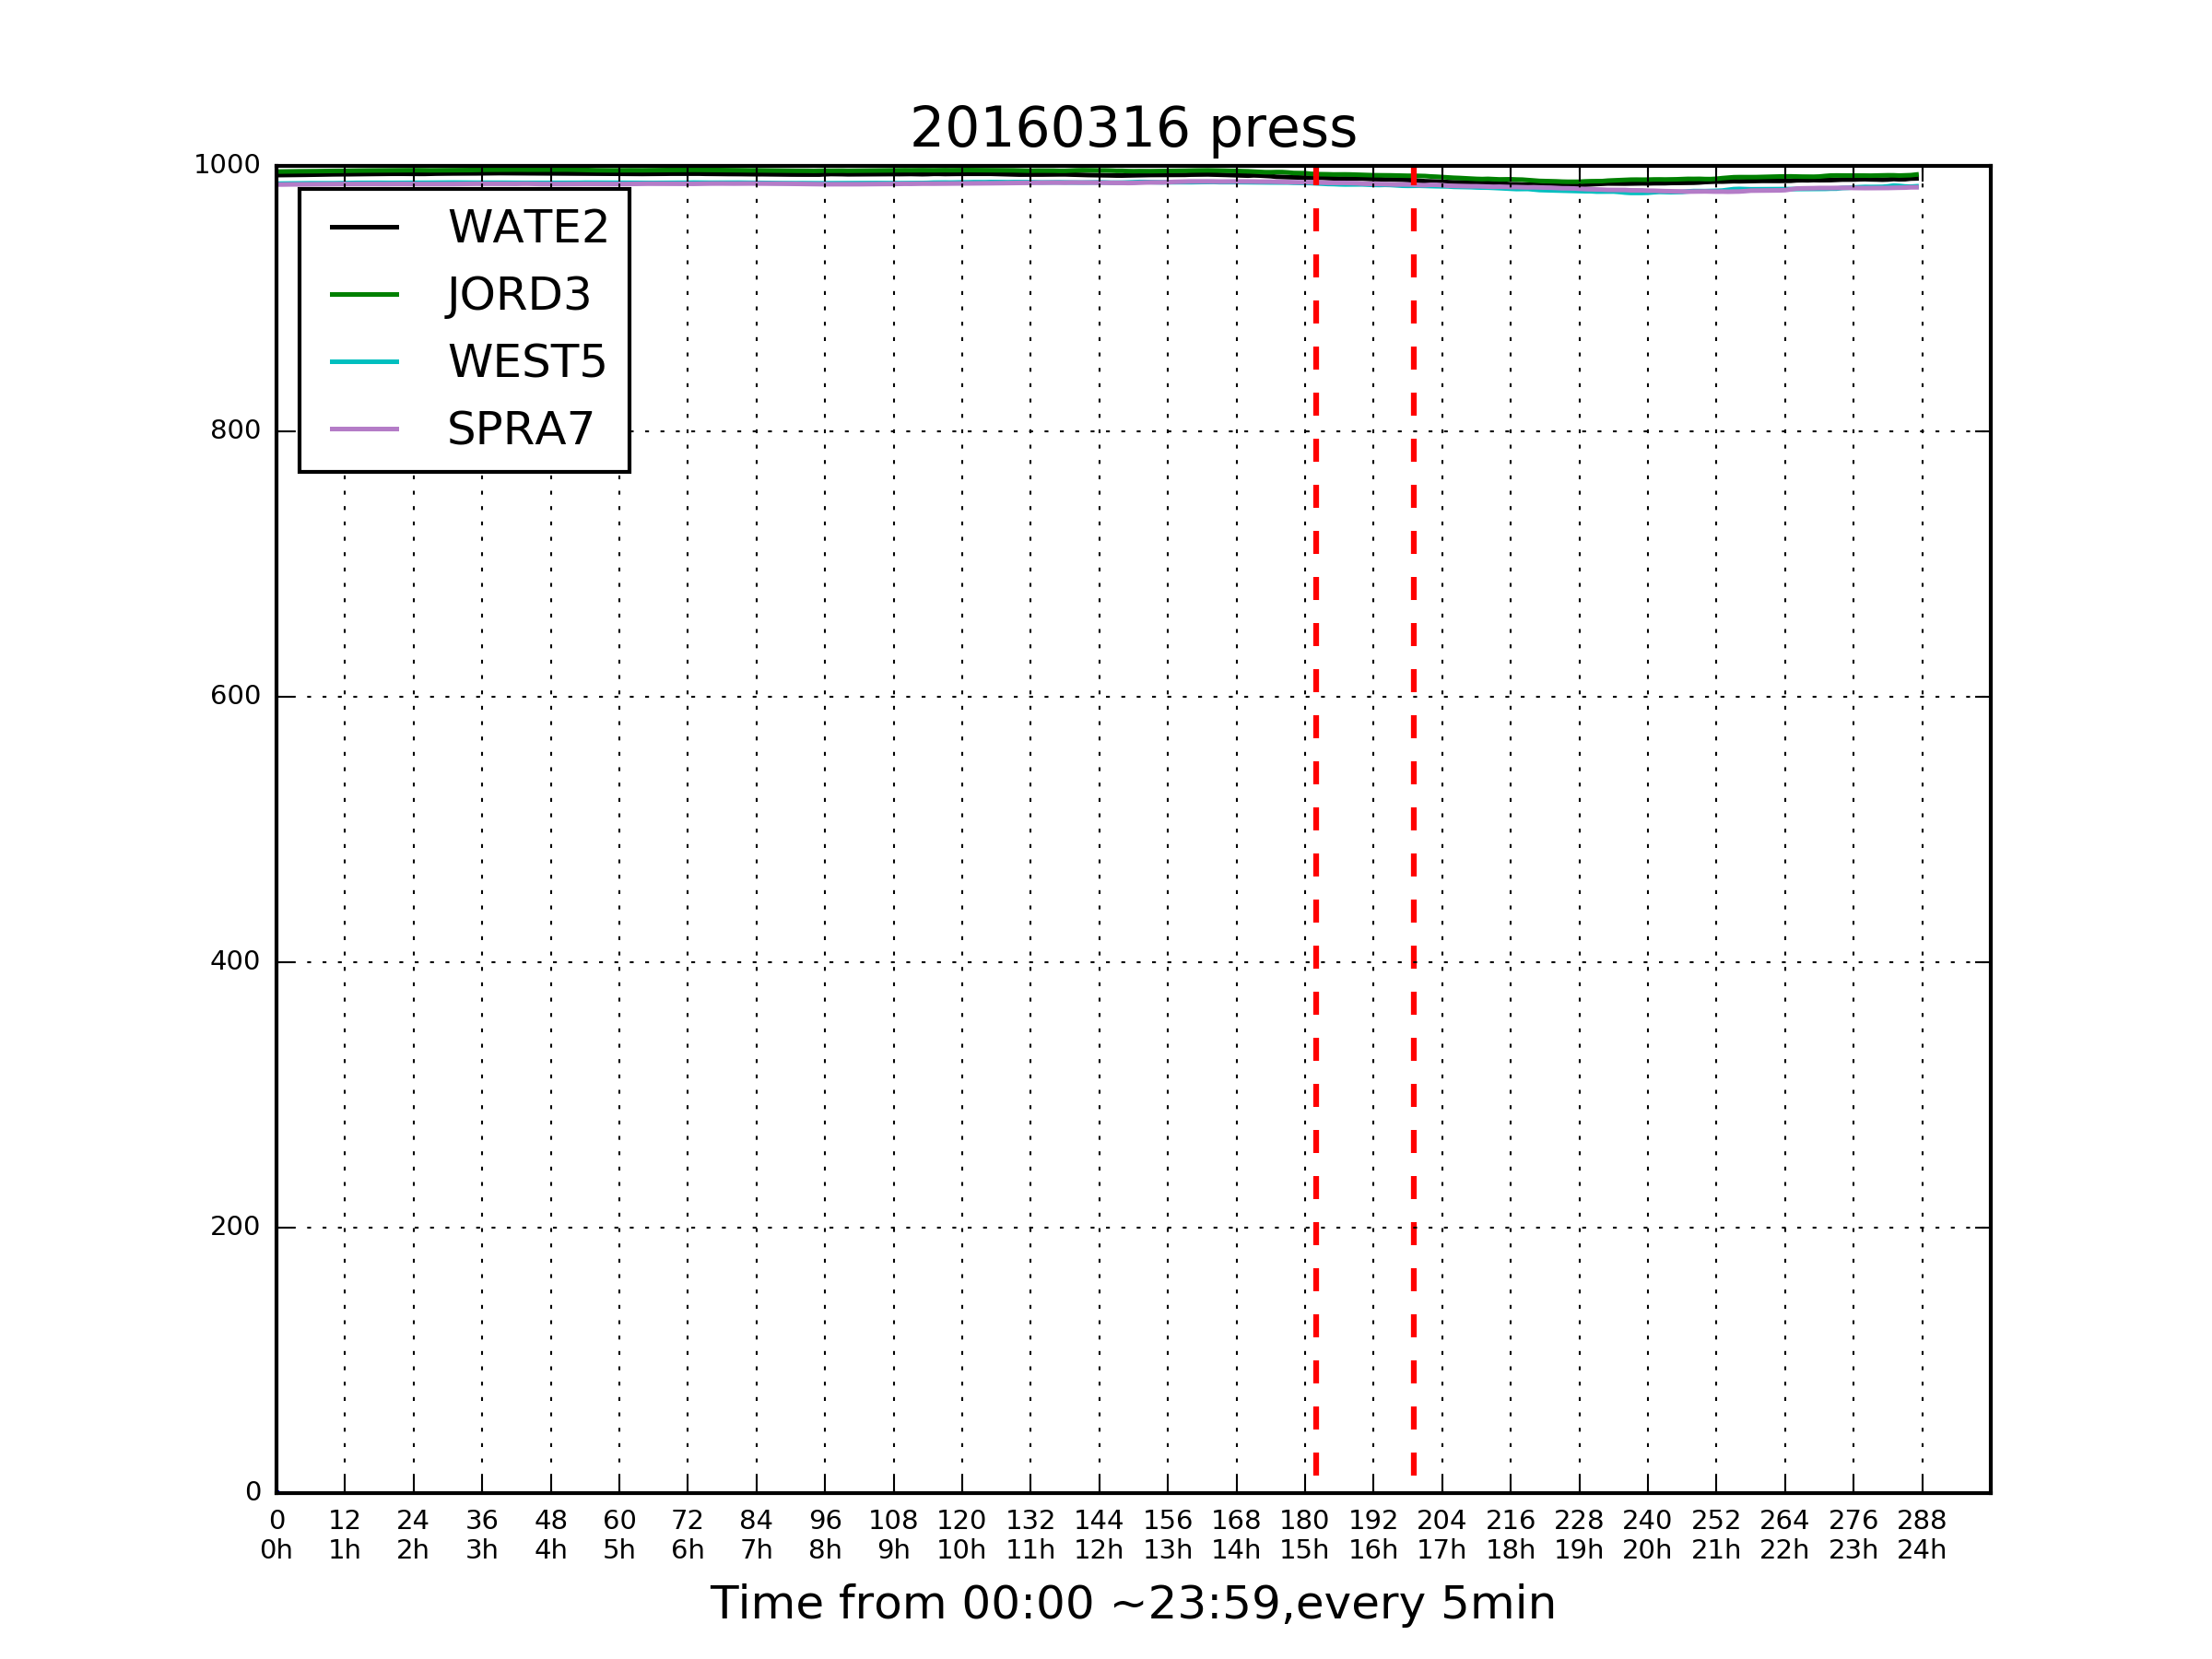 20160316 press
1000
WATE2
JORD3
WEST5
SPRA7
800
600
400
200
0
0 12 24 36 48 60 72 84 96 108 120 132 144 156 168 180 192 204 216 228 240 252 264 276 288
0h 1h 2h 3h 4h 5h 6h 7h 8h 9h 10h 11h 12h 13h 14h 15h 16h 17h 18h 19h 20h 21h 22h 23h 24h
Time from 00:00 ~23:59,every 5min